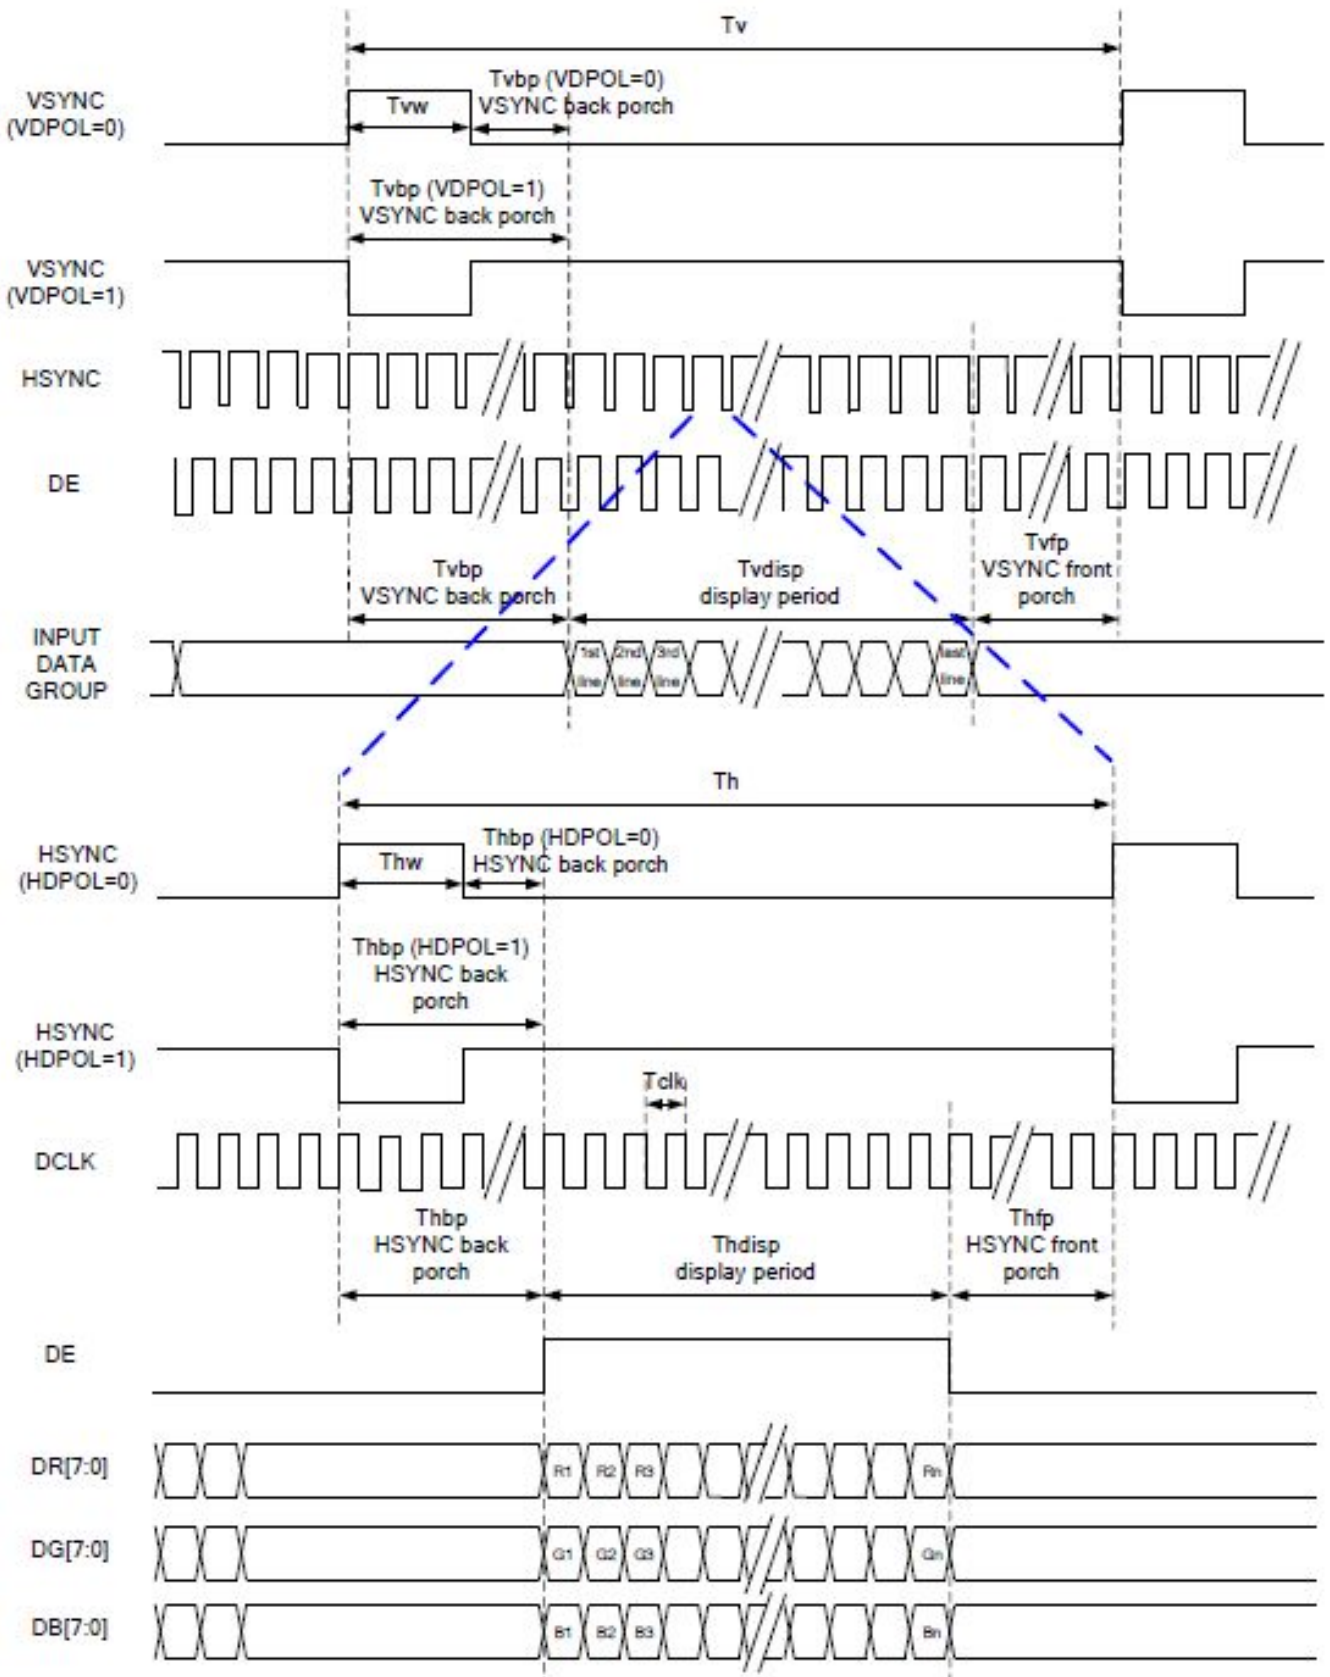 Tv
VSYNC
(VDPOL=0)
Tvw
Tvbp (VDPOL=0)
VSYNC back porch
Tvbp (VDPOL=1)
VSYNC back porch
VSYNC
(VDPOL=1)
HSYNC
DE
Tvbp
VSYNC back porch
Tvdisp
display period
Tvfp
VSYNC front
porch
INPUT
DATA
GROUP
1st
line
2nd
line
3rd
line
last
line
Th
HSYNC
(HDPOL=0)
Thw
Thbp (HDPOL=0)
HSYNC back porch
Thbp (HDPOL=1)
HSYNC back
porch
HSYNC
(HDPOL=1)
Tclk
DCLK
Thbp
HSYNC back
porch
Thdisp
display period
Thfp
HSYNC front
porch
DE
DR[7:0]
R1 R2 R3 Rn
DG[7:0]
G1 G2 G3 Gn
DB[7:0]
B1 B2 B3 Bn